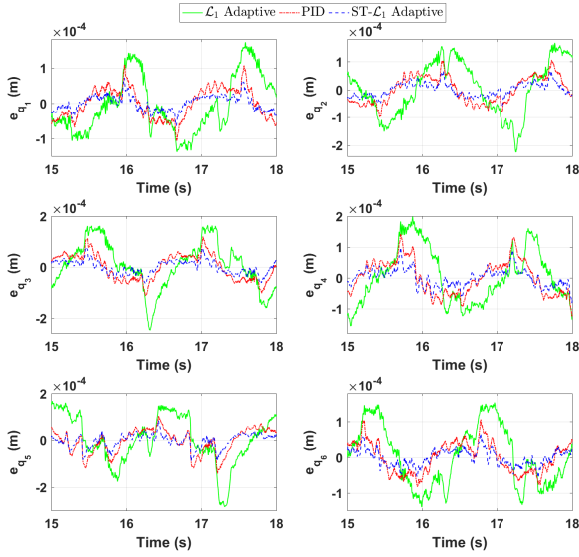 ℒ₁ Adaptive PID ST-ℒ₁ Adaptive
×10⁻⁴ ×10⁻⁴
e_q₁ (m) 1 0 -1 e_q₂ (m) 1 0 -1 -2
15 16 17 18 15 16 17 18
Time (s) Time (s)
×10⁻⁴ ×10⁻⁴
e_q₃ (m) 2 0 -2 e_q₄ (m) 2 1 0 -1
15 16 17 18 15 16 17 18
Time (s) Time (s)
×10⁻⁴ ×10⁻⁴
e_q₅ (m) 2 0 -2 e_q₆ (m) 1 0 -1
15 16 17 18 15 16 17 18
Time (s) Time (s)